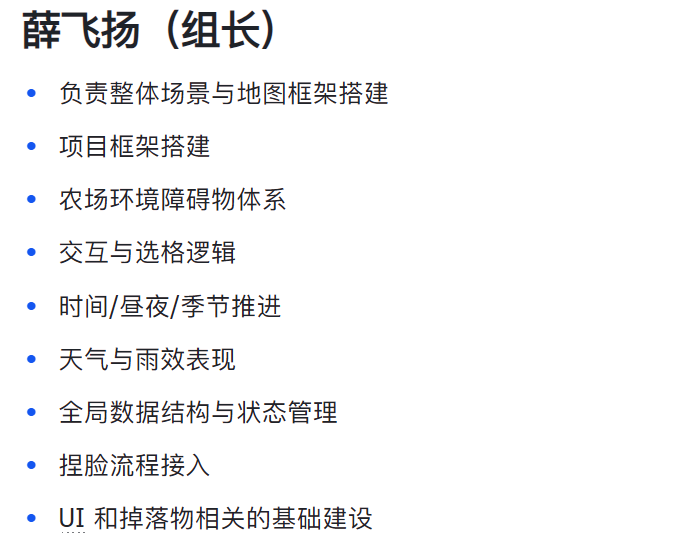 薛飞扬（组长）
负责整体场景与地图框架搭建
项目框架搭建
农场环境障碍物体系
交互与选格逻辑
时间/昼夜/季节推进
天气与雨效表现
全局数据结构与状态管理
捏脸流程接入
UI 和掉落物相关的基础建设